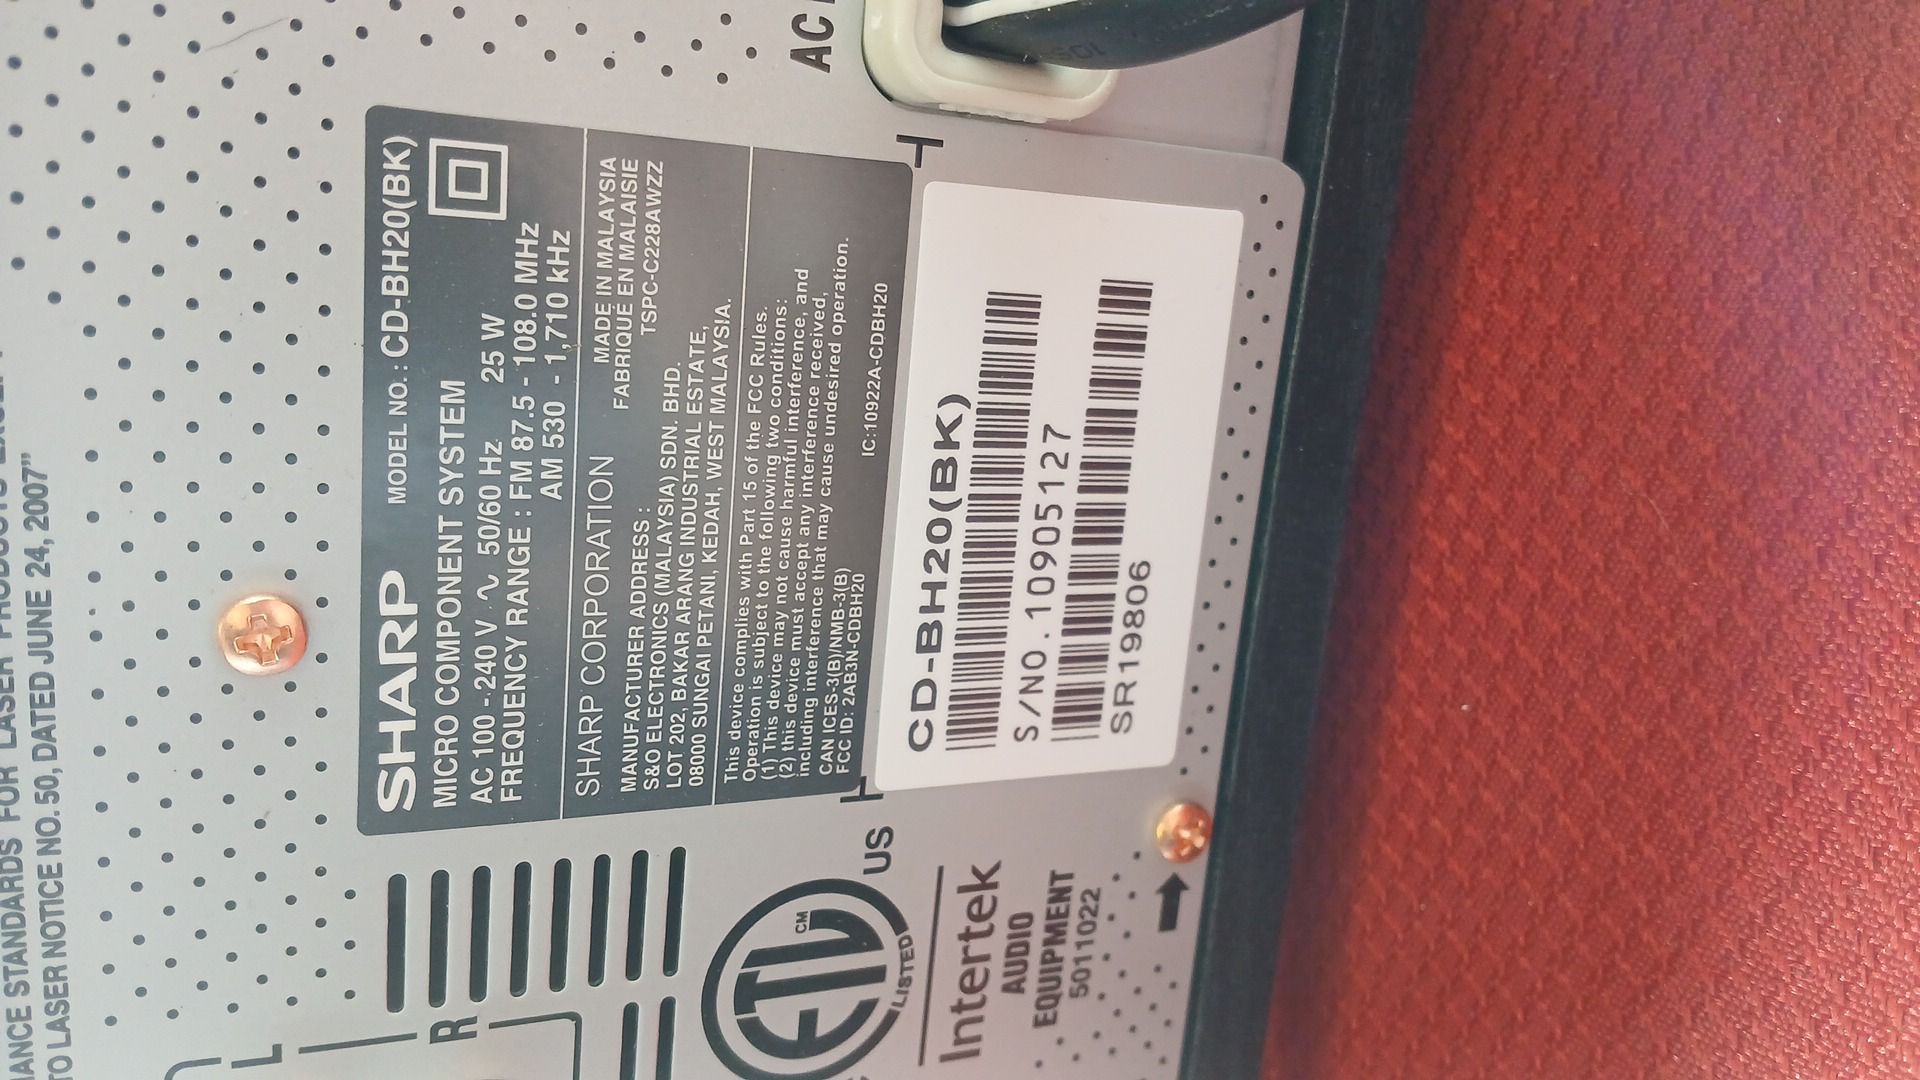 MANCE STANDARDS FOR LASER PRODUCTS
TO LASER NOTICE NO. 50, DATED JUNE 24, 2007"
L
R
AC
SHARP MODEL NO. : CD-BH20(BK)
MICRO COMPONENT SYSTEM
AC 100 - 240 V ∿ 50/60 Hz 25 W
FREQUENCY RANGE : FM 87.5 - 108.0 MHz
AM 530 - 1,710 kHz
SHARP CORPORATION MADE IN MALAYSIA
FABRIQUÉ EN MALAISIE
MANUFACTURER ADDRESS : TSPC-C228AWZZ
S&O ELECTRONICS (MALAYSIA) SDN. BHD.
LOT 202, BAKAR ARANG INDUSTRIAL ESTATE,
08000 SUNGAI PETANI, KEDAH, WEST MALAYSIA.
This device complies with Part 15 of the FCC Rules.
Operation is subject to the following two conditions:
(1) This device may not cause harmful interference, and
(2) this device must accept any interference received,
including interference that may cause undesired operation.
CAN ICES-3(B)/NMB-3(B)
FCC ID: 2AB3N-CDBH20 IC:10922A-CDBH20
CD-BH20(BK)
S/NO. 10905127
SR19806
ETL CM
LISTED
US
Intertek
AUDIO
EQUIPMENT
5011022